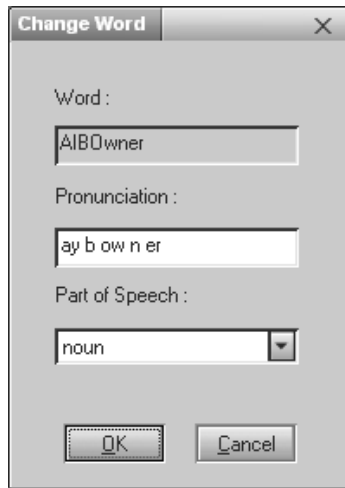 Change Word
Word :
AIBOwner
Pronunciation :
ay b ow n er
Part of Speech :
noun
OK
Cancel